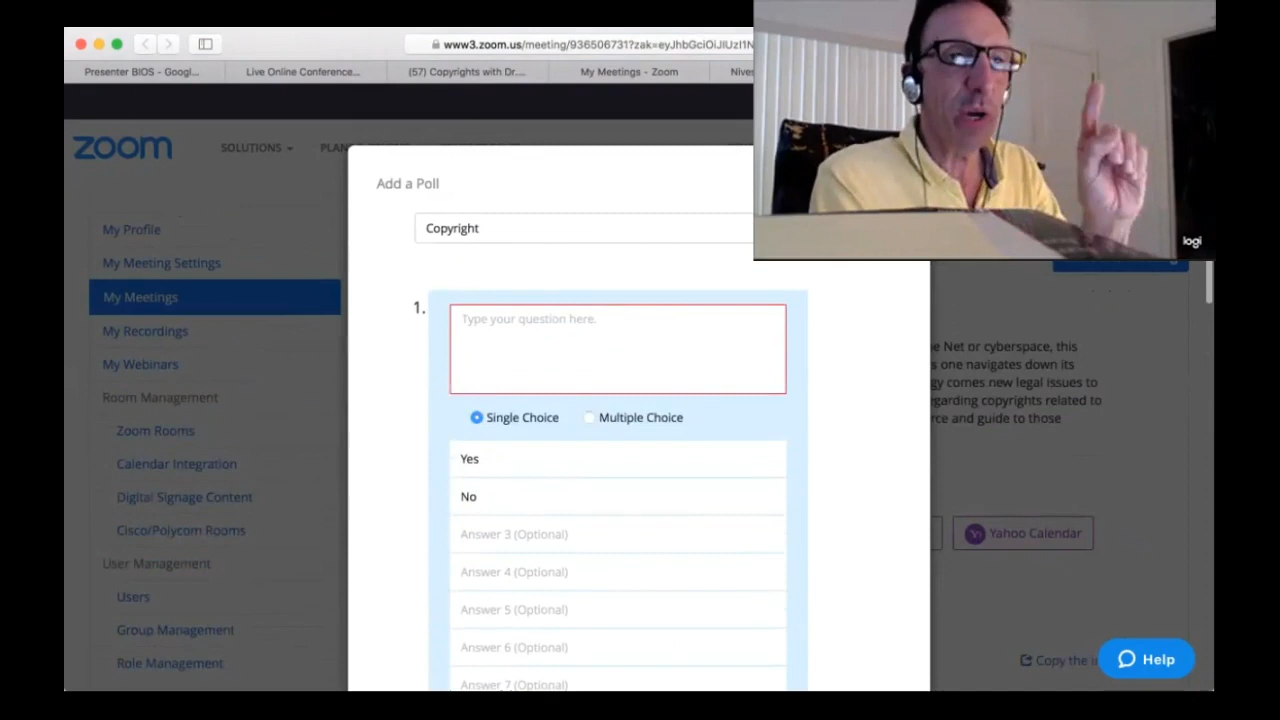 www3.zoom.us/meeting/936506731?zak=eyJhbGciOiJIUzI1N
Presenter BIOS - Googl...
Live Online Conference...
(57) Copyrights with Dr....
My Meetings - Zoom
Nives
zoom
SOLUTIONS
PLAN
Add a Poll
My Profile
Copyright
logi
My Meeting Settings
My Meetings
1.
Type your question here.
My Recordings
e Net or cyberspace, this
My Webinars
s one navigates down its
gy comes new legal issues to
Room Management
egarding copyrights related to
Single Choice
Multiple Choice
rce and guide to those
Zoom Rooms
Yes
Calendar Integration
No
Digital Signage Content
Cisco/Polycom Rooms
Answer 3 (Optional)
Yahoo Calendar
User Management
Answer 4 (Optional)
Users
Answer 5 (Optional)
Group Management
Answer 6 (Optional)
Role Management
Copy the
Help
Answer 7 (Optional)